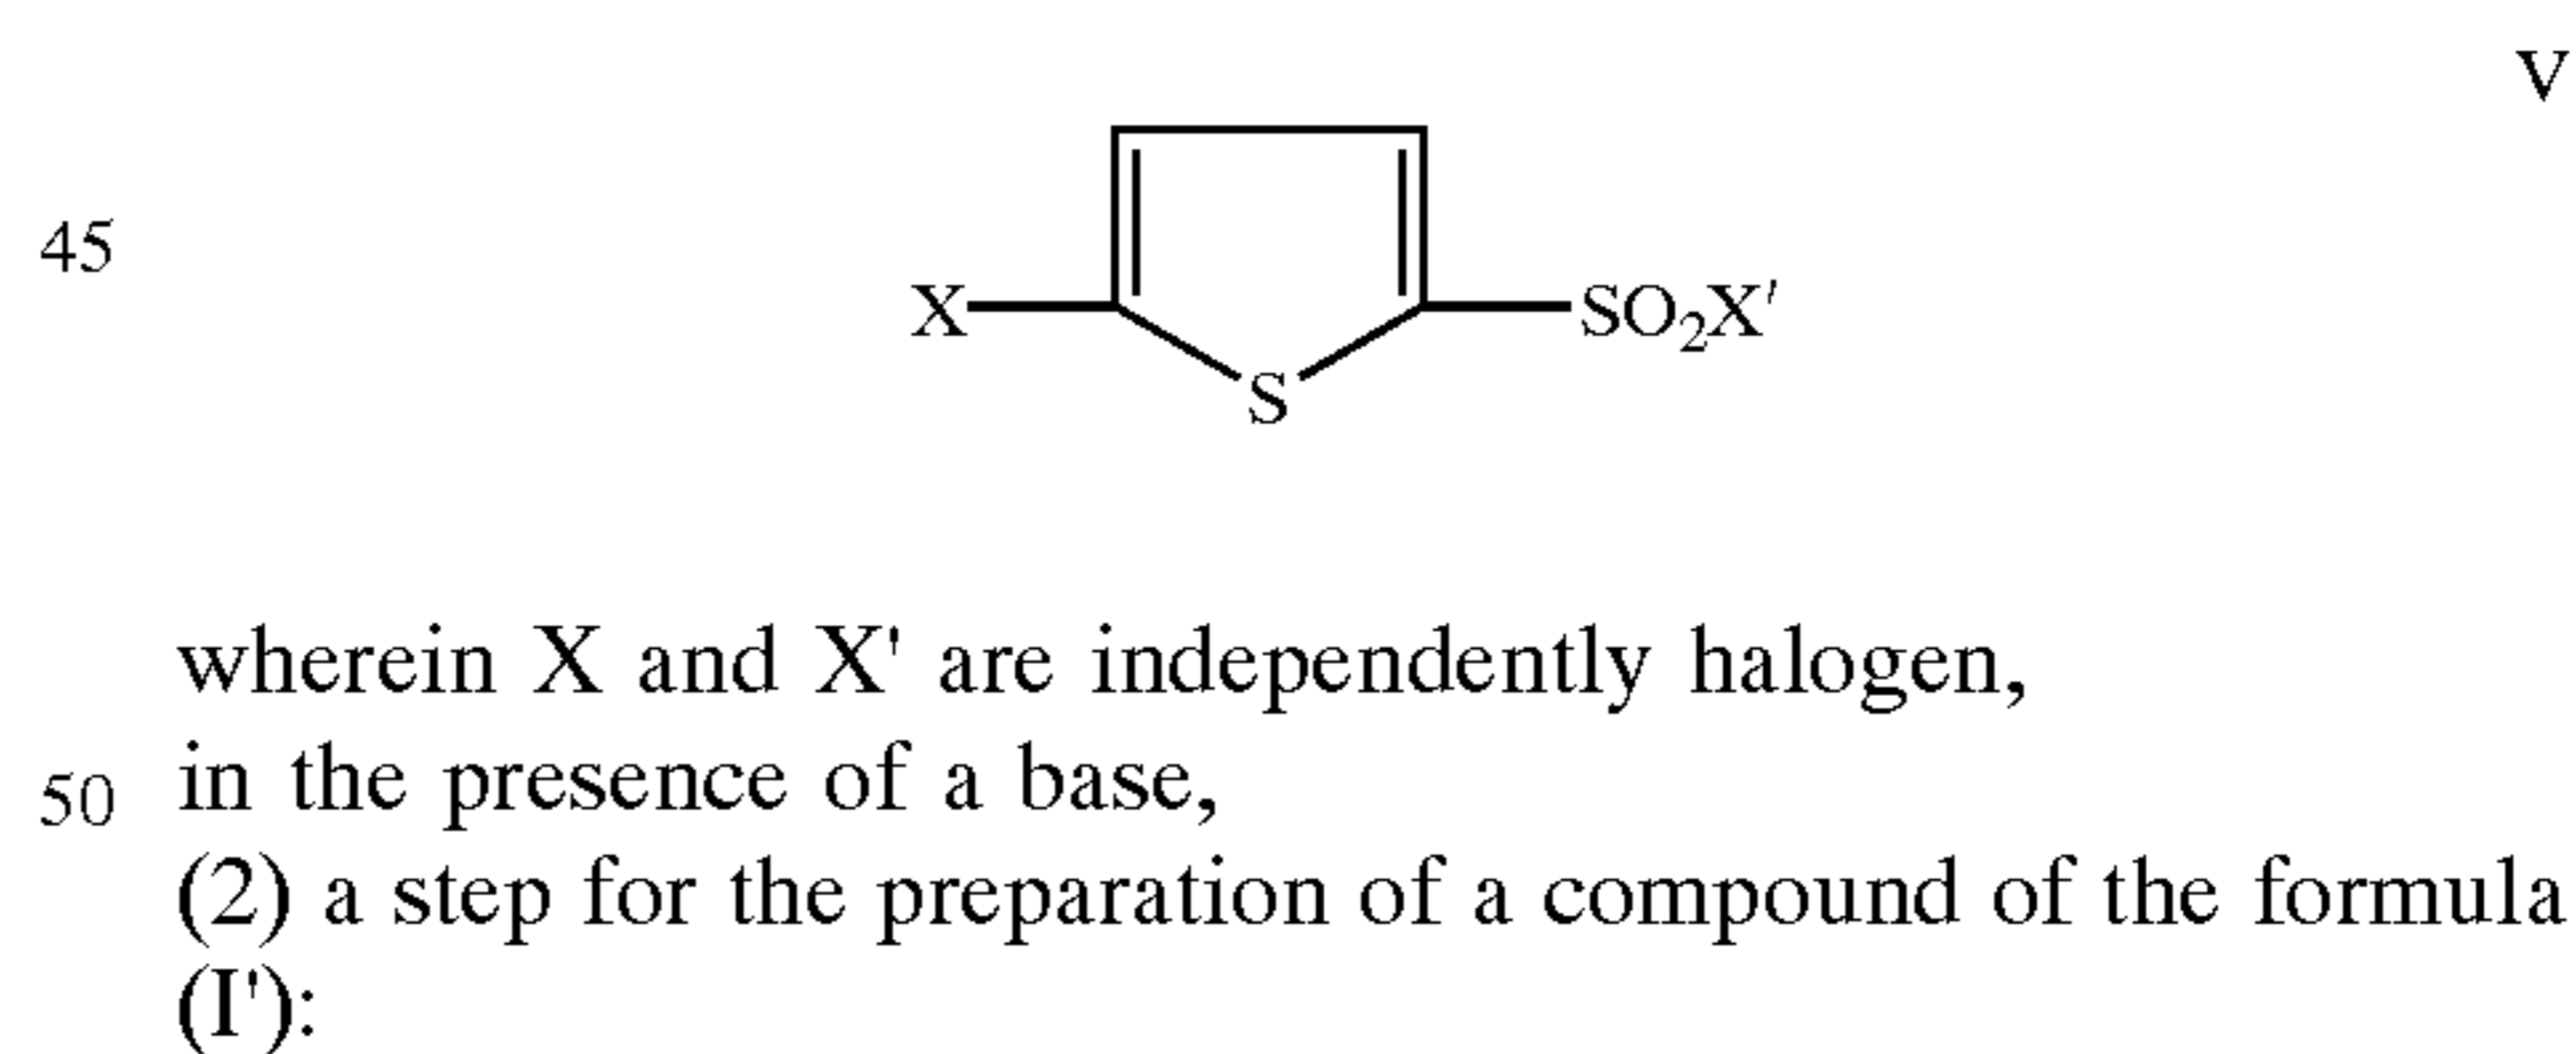 V
45
X SO₂X'
S
wherein X and X' are independently halogen,
50 in the presence of a base,
(2) a step for the preparation of a compound of the formula
(I'):